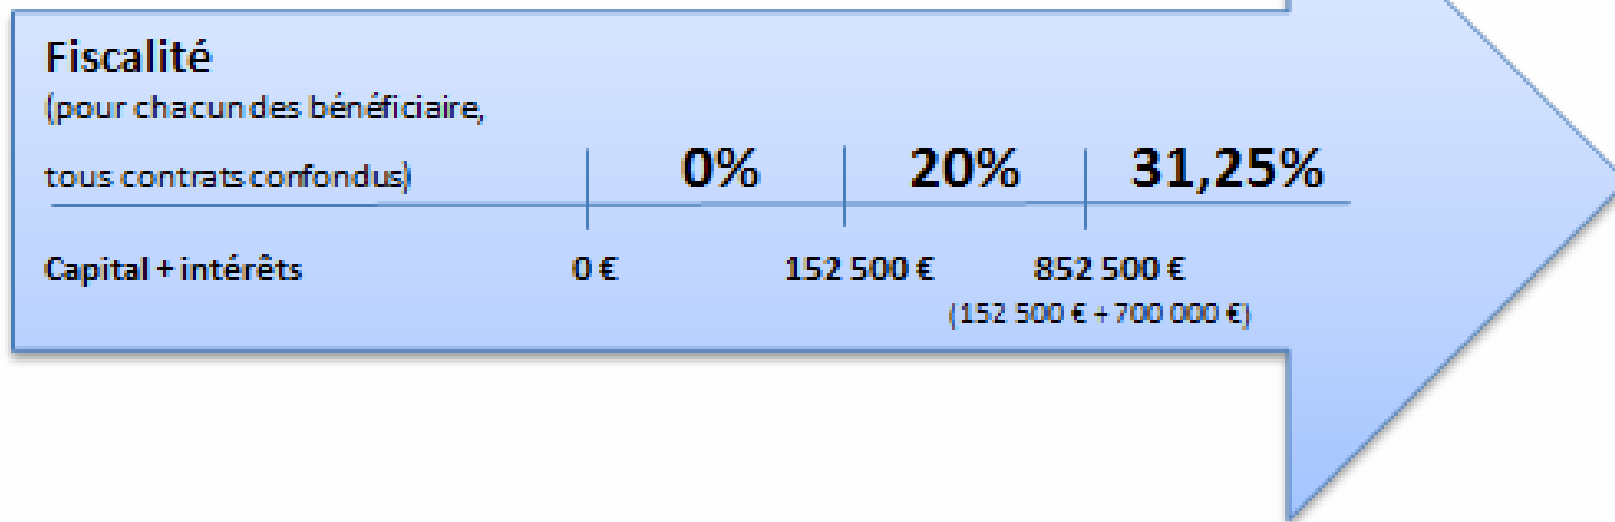 Fiscalité
(pour chacun des bénéficiaire,
tous contrats confondus)
0% 20% 31,25%
Capital + intérêts 0 € 152 500 € 852 500 €
(152 500 € + 700 000 €)